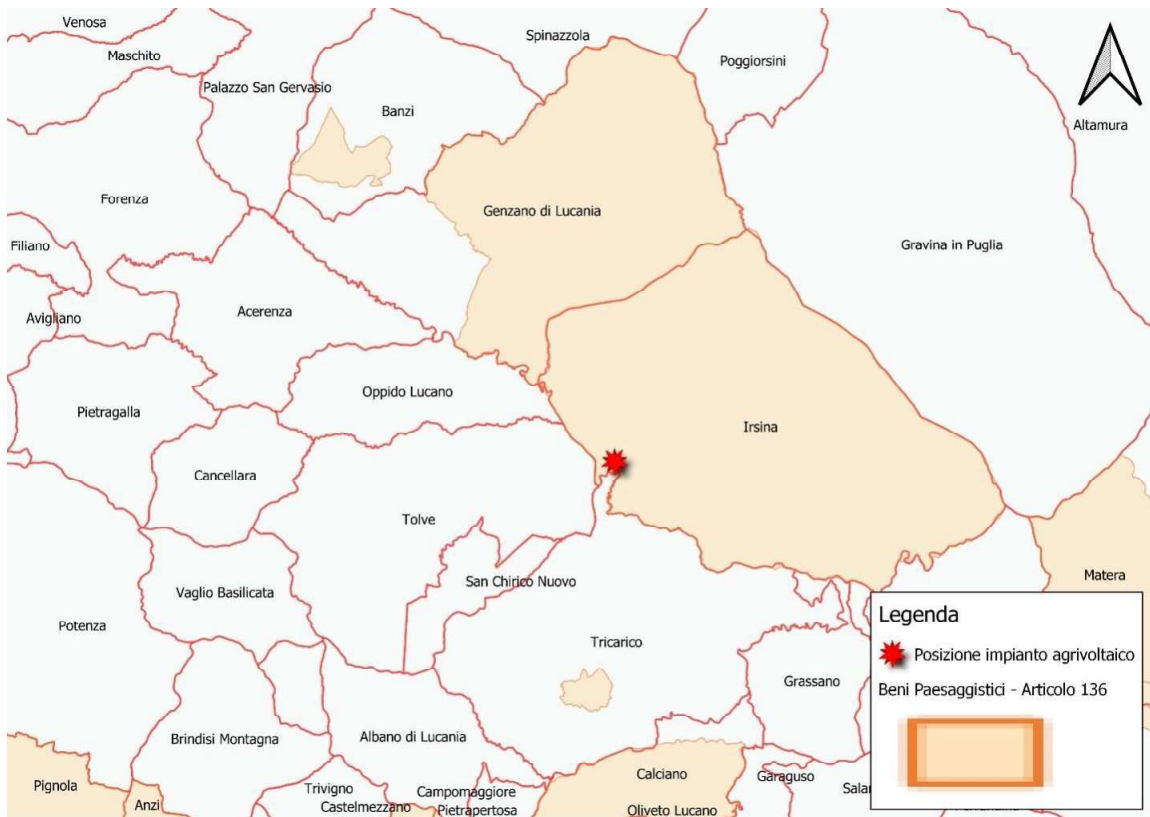 Venosa
Spinazzola
Maschito
Poggiorsini
Palazzo San Gervasio
Banzi
Altamura
Forenza
Genzano di Lucania
Filiano
Gravina in Puglia
Acerenza
Avigliano
Oppido Lucano
Pietragalla
Irsina
Cancellara
Tolve
San Chirico Nuovo
Matera
Vaglio Basilicata
Potenza
Tricarico
Grassano
Brindisi Montagna
Albano di Lucania
Pignola
Anzi
Trivigno
Castelmezzano
Campomaggiore
Pietrapertosa
Calciano
Oliveto Lucano
Garaguso
Salan
Legenda
Posizione impianto agrivoltaico
Beni Paesaggistici - Articolo 136